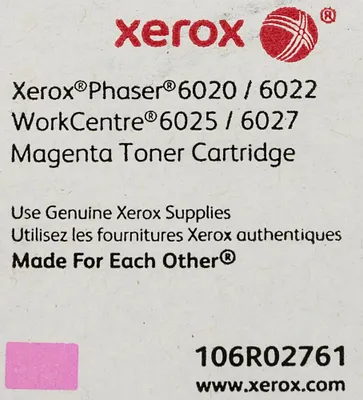 xerox®
Xerox®Phaser®6020 / 6022
WorkCentre®6025 / 6027
Magenta Toner Cartridge
Use Genuine Xerox Supplies
Utilisez les fournitures Xerox authentiques
Made For Each Other®
106R02761
www.xerox.com